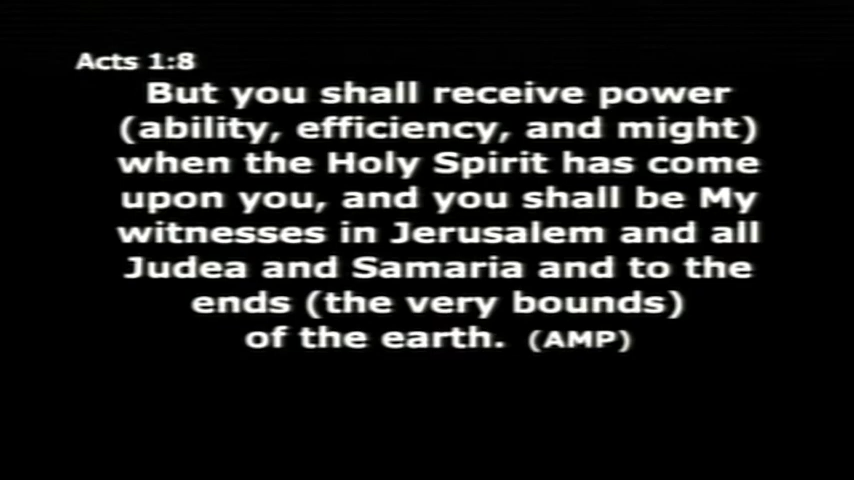 Acts 1:8
But you shall receive power
(ability, efficiency, and might)
when the Holy Spirit has come
upon you, and you shall be My
witnesses in Jerusalem and all
Judea and Samaria and to the
ends (the very bounds)
of the earth. (AMP)